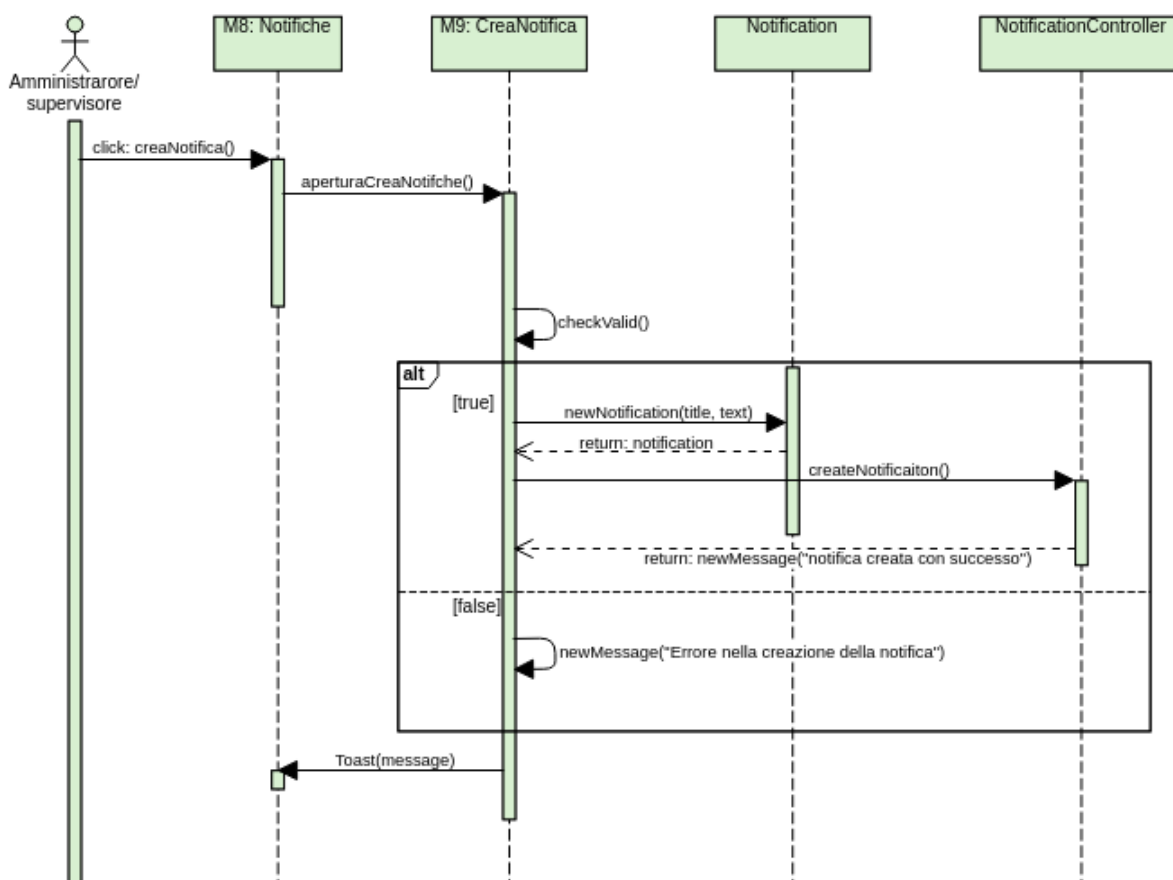 M8: Notifiche
M9: CreaNotifica
Notification
NotificationController
Amministrarore/
supervisore
click: creaNotifica()
aperturaCreaNotifche()
checkValid()
alt
[true]
newNotification(title, text)
return: notification
createNotificaiton()
return: newMessage("notifica creata con successo")
[false]
newMessage("Errore nella creazione della notifica")
Toast(message)